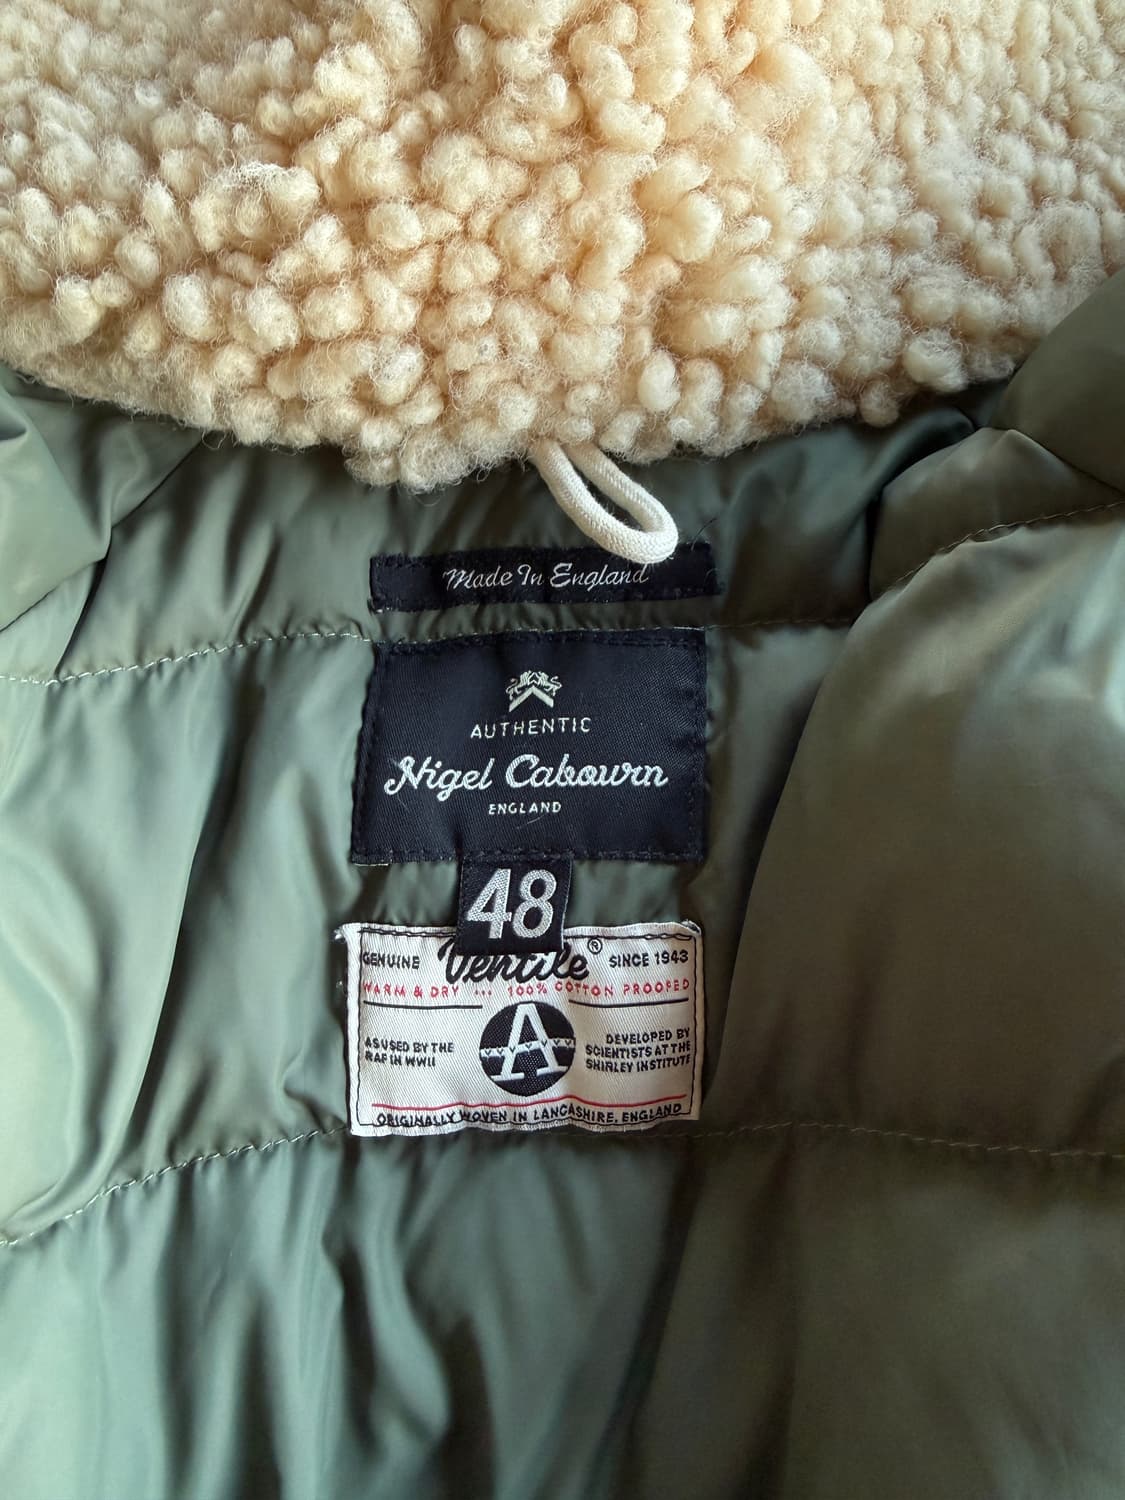 Made In England
AUTHENTIC
Nigel Cabourn
ENGLAND
48
GENUINE Ventile® SINCE 1943
WARM & DRY ... 100% COTTON PROOFED
AS USED BY THE
RAF IN WWII
A
DEVELOPED BY
SCIENTISTS AT THE
SHIRLEY INSTITUTE
ORIGINALLY WOVEN IN LANCASHIRE, ENGLAND